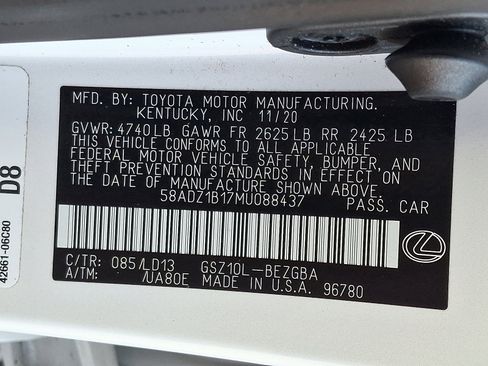 MFD. BY: TOYOTA MOTOR MANUFACTURING.
KENTUCKY, INC 11/20
GVWR: 4740 LB GAWR FR 2625 LB RR 2425 LB
THIS VEHICLE CONFORMS TO ALL APPLICABLE
FEDERAL MOTOR VEHICLE SAFETY, BUMPER, AND
THEFT PREVENTION STANDARDS IN EFFECT ON
THE DATE OF MANUFACTURE SHOWN ABOVE.
58ADZ1B17MU088437 PASS. CAR
C/TR: 085/LD13 GSZ10L-BEZGBA
A/TM: /UA80E MADE IN U.S.A. 96780
D8
42661-06C80